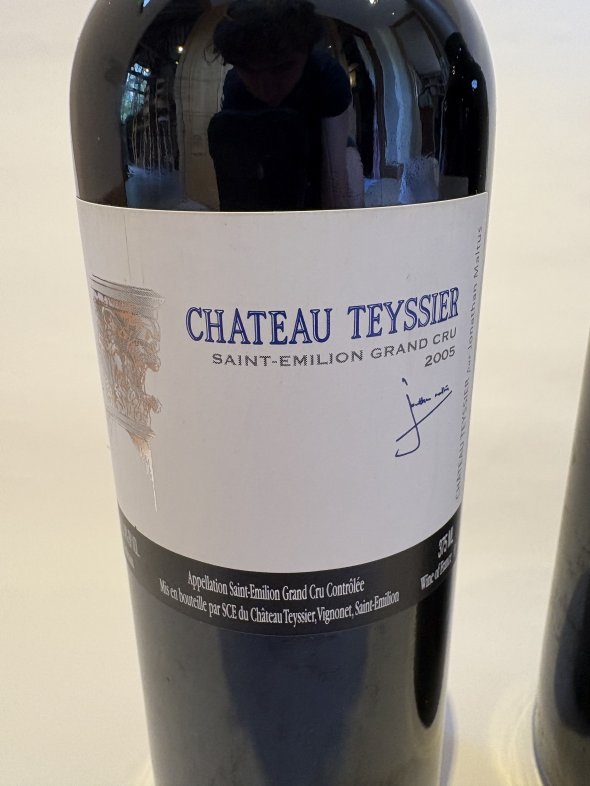 CHATEAU TEYSSIER
SAINT-EMILION GRAND CRU
2005
CHATEAU TEYSSIER par Jonathan Maltus
375 ML
Wine of France
Appellation Saint-Emilion Grand Cru Contrôlée
Mis en bouteille par SCE du Château Teyssier, Vignonet, Saint-Emilion